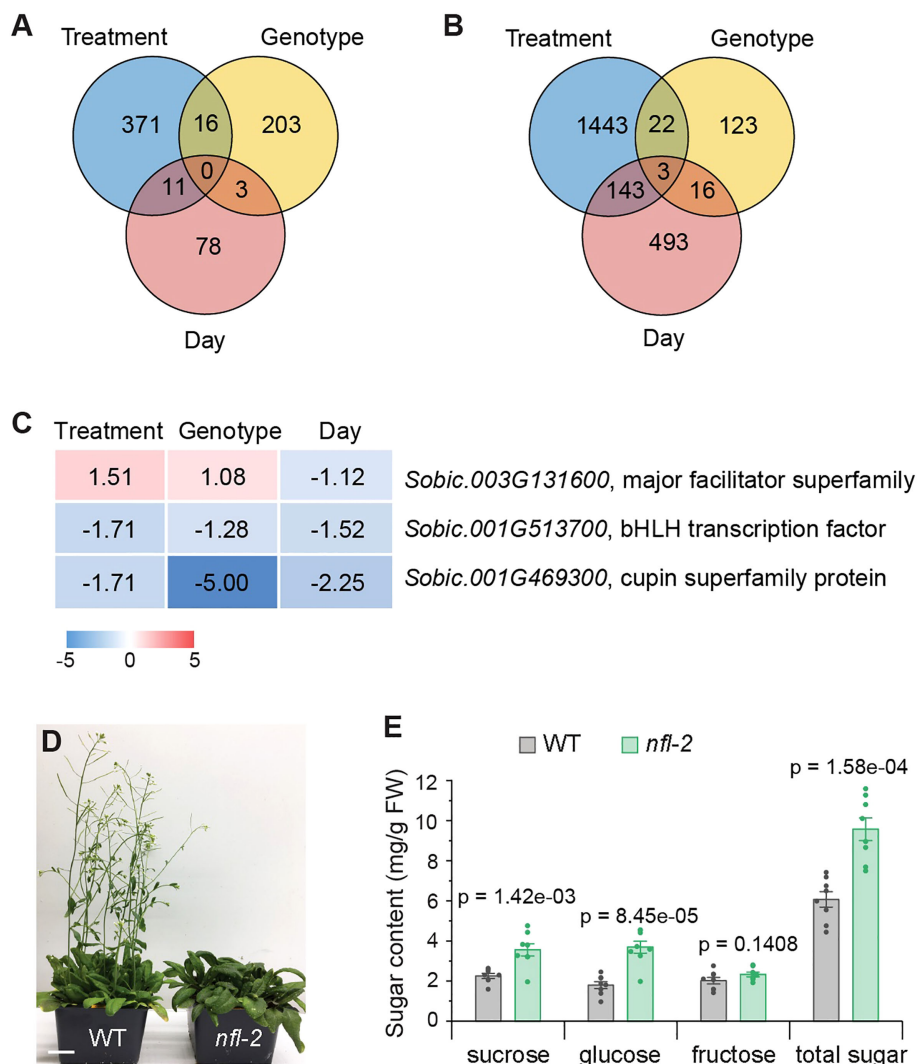 A
Treatment
Genotype
371
16
203
0
11
3
78
Day
B
Treatment
Genotype
1443
22
123
3
143
16
493
Day
C
Treatment Genotype Day
1.51 1.08 -1.12 Sobic.003G131600, major facilitator superfamily
-1.71 -1.28 -1.52 Sobic.001G513700, bHLH transcription factor
-1.71 -5.00 -2.25 Sobic.001G469300, cupin superfamily protein
-5 0 5
D
WT
nfl-2
E
WT
nfl-2
Sugar content (mg/g FW)
12
10
8
6
4
2
0
p = 1.42e-03
p = 8.45e-05
p = 0.1408
p = 1.58e-04
sucrose
glucose
fructose
total sugar